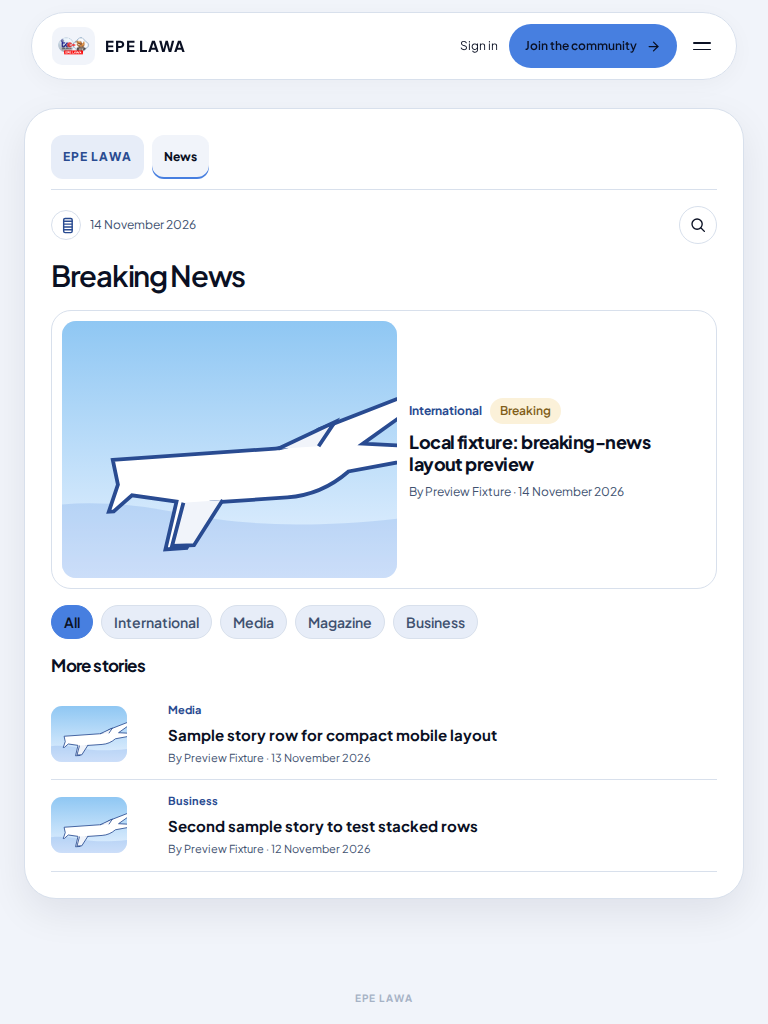 EPE LAWA
Sign in
Join the community
EPE LAWA
News
14 November 2026
Breaking News
International
Breaking
Local fixture: breaking-news
layout preview
By Preview Fixture · 14 November 2026
All
International
Media
Magazine
Business
More stories
Media
Sample story row for compact mobile layout
By Preview Fixture · 13 November 2026
Business
Second sample story to test stacked rows
By Preview Fixture · 12 November 2026
EPE LAWA